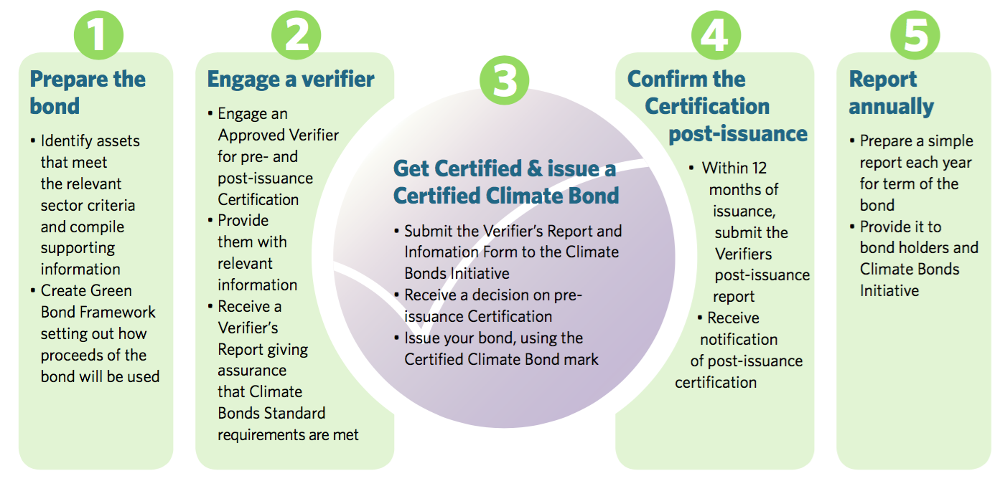 1
Prepare the
bond
• Identify assets
that meet
the relevant
sector criteria
and compile
supporting
information
• Create Green
Bond Framework
setting out how
proceeds of the
bond will be used
2
Engage a verifier
• Engage an
Approved Verifier
for pre- and
post-issuance
Certification
• Provide
them with
relevant
information
• Receive a
Verifier's
Report giving
assurance
that Climate
Bonds Standard
requirements are met
3
Get Certified & issue a
Certified Climate Bond
• Submit the Verifier's Report and
Infomation Form to the Climate
Bonds Initiative
• Receive a decision on pre-
issuance Certification
• Issue your bond, using the
Certified Climate Bond mark
4
Confirm the
Certification
post-issuance
• Within 12
months of
issuance,
submit the
Verifiers
post-issuance
report
• Receive
notification
of post-issuance
certification
5
Report
annually
• Prepare a simple
report each year
for term of the
bond
• Provide it to
bond holders and
Climate Bonds
Initiative